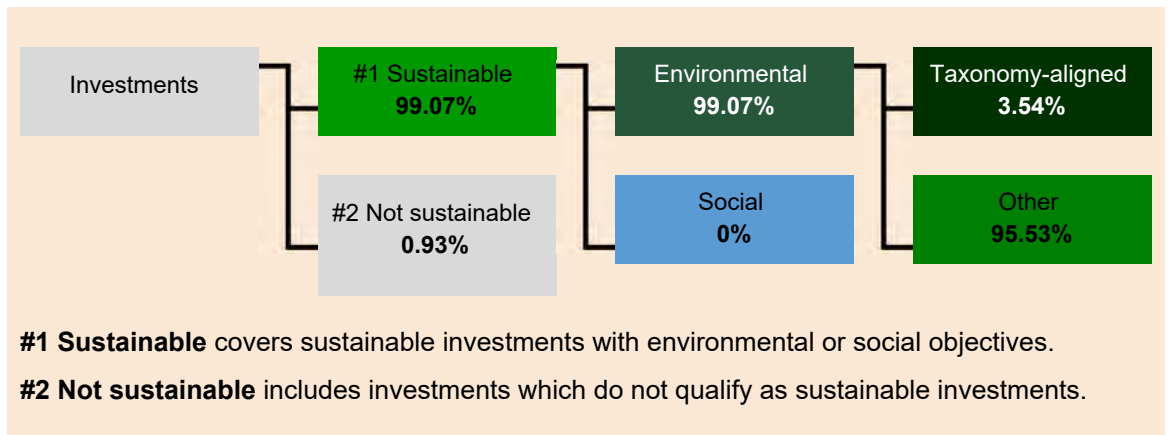 Investments
#1 Sustainable
99.07%
Environmental
99.07%
Taxonomy-aligned
3.54%
#2 Not sustainable
0.93%
Social
0%
Other
95.53%
#1 Sustainable covers sustainable investments with environmental or social objectives.
#2 Not sustainable includes investments which do not qualify as sustainable investments.